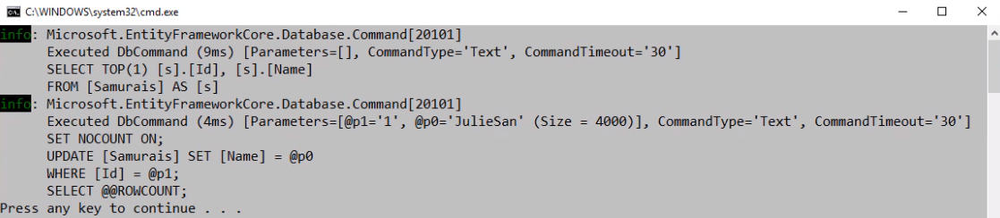 C:\WINDOWS\system32\cmd.exe
info: Microsoft.EntityFrameworkCore.Database.Command[20101]
Executed DbCommand (9ms) [Parameters=[], CommandType='Text', CommandTimeout='30']
SELECT TOP(1) [s].[Id], [s].[Name]
FROM [Samurais] AS [s]
info: Microsoft.EntityFrameworkCore.Database.Command[20101]
Executed DbCommand (4ms) [Parameters=[@p1='1', @p0='JulieSan' (Size = 4000)], CommandType='Text', CommandTimeout='30']
SET NOCOUNT ON;
UPDATE [Samurais] SET [Name] = @p0
WHERE [Id] = @p1;
SELECT @@ROWCOUNT;
Press any key to continue . . .